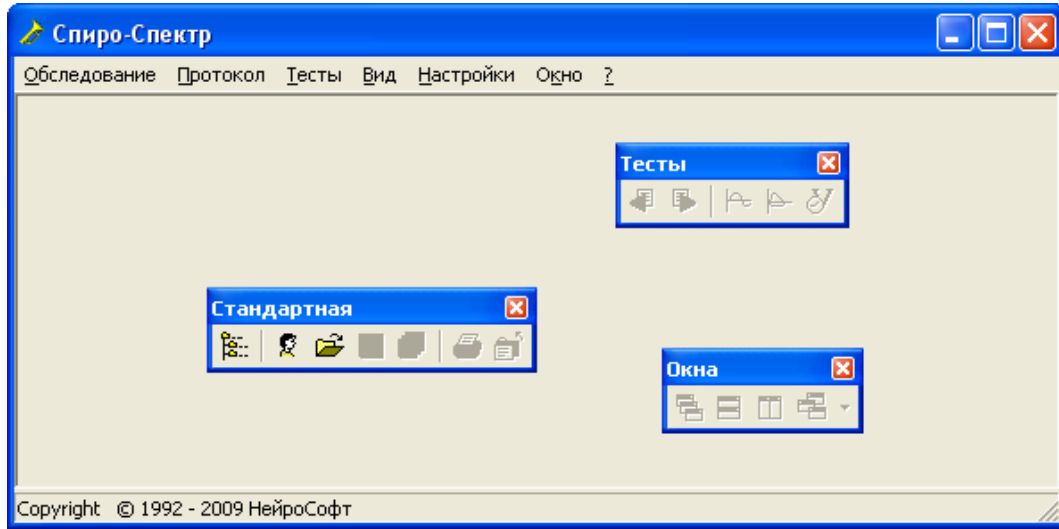 Спиро-Спектр
Обследование Протокол Тесты Вид Настройки Окно ?
Тесты
Стандартная
Окна
Copyright © 1992 - 2009 НейроСофт